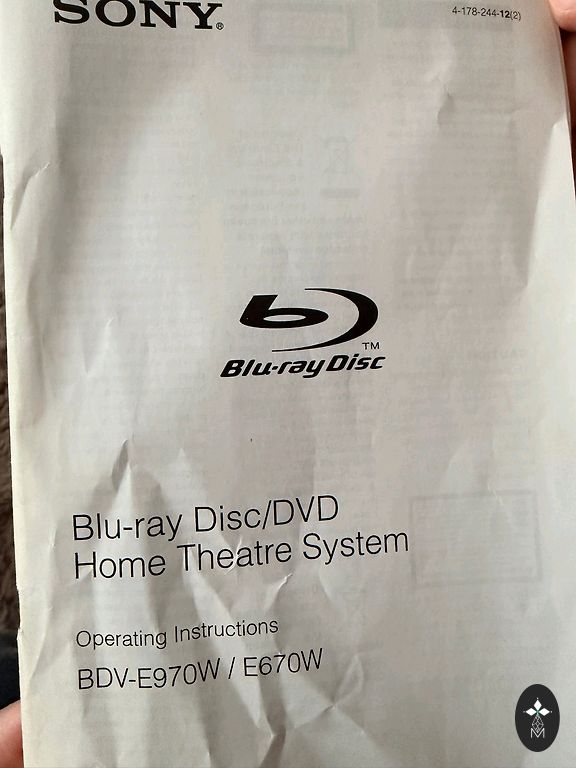 SONY®
4-178-244-12(2)
TM
Blu-ray Disc
Blu-ray Disc/DVD
Home Theatre System
Operating Instructions
BDV-E970W / E670W
M